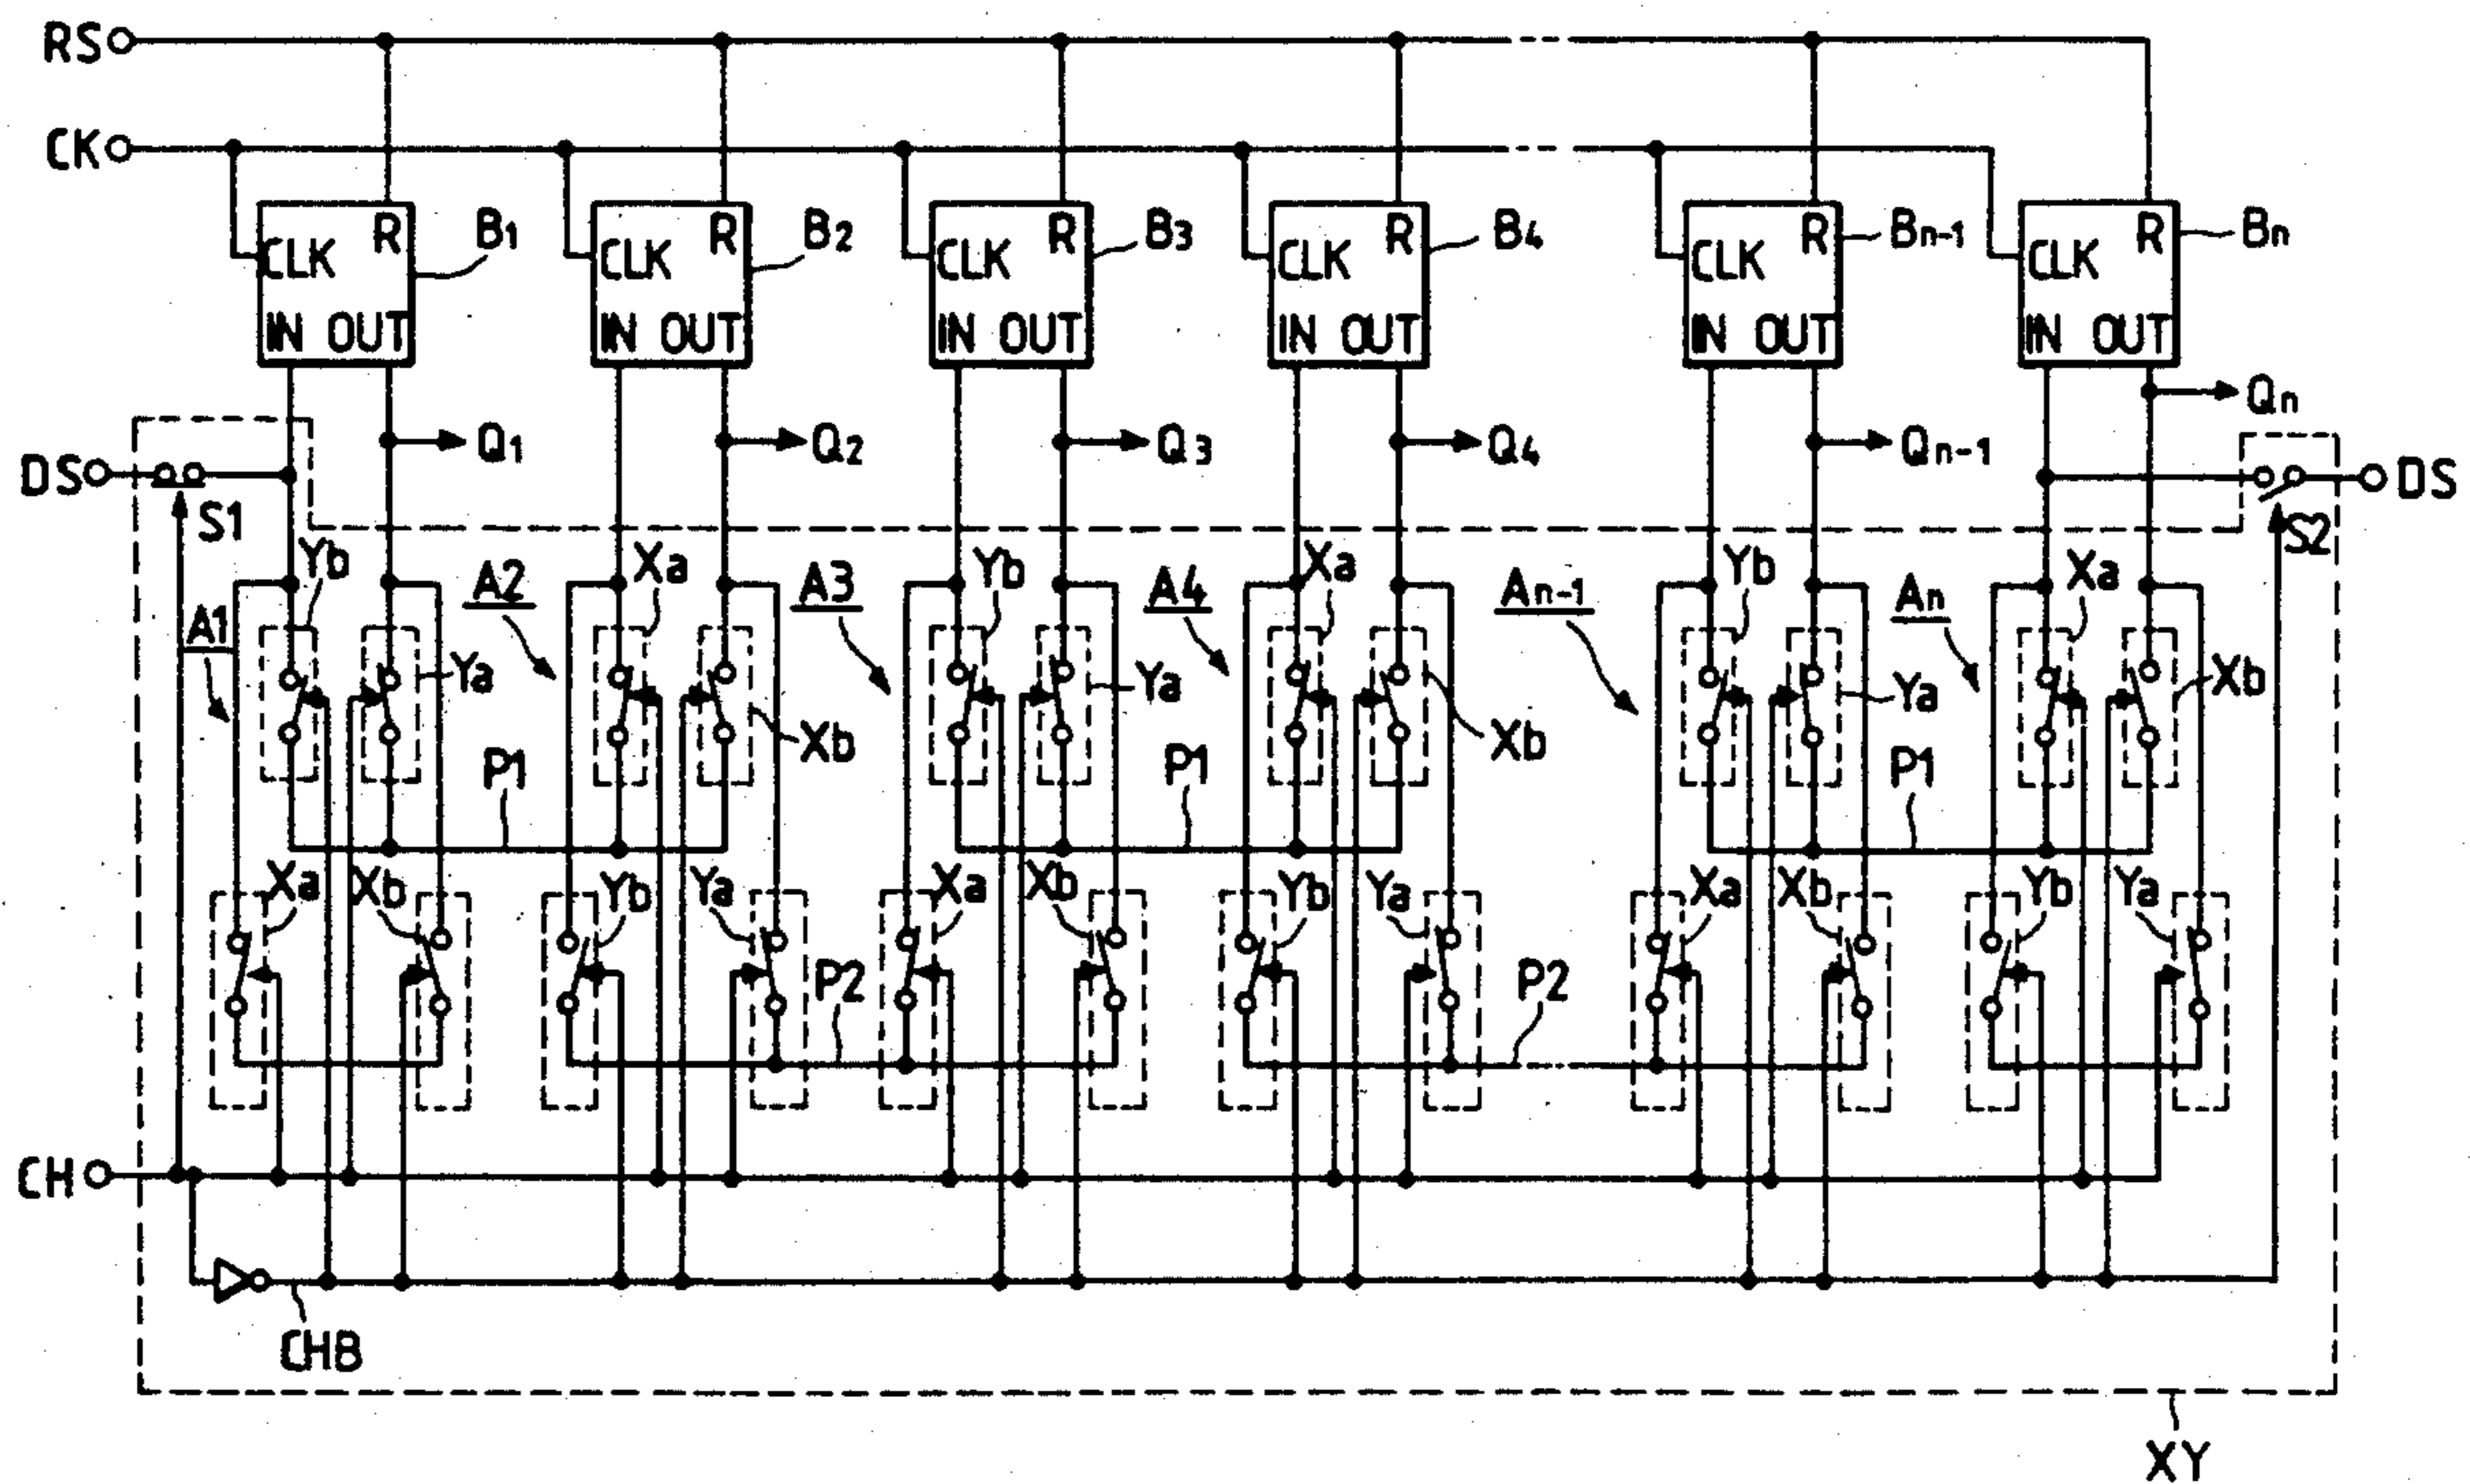 RS
CK
R R R R R R
B1 B2 B3 B4 Bn-1 Bn
CLK CLK CLK CLK CLK CLK
IN OUT IN OUT IN OUT IN OUT IN OUT IN OUT
Qn
Q1 Q2 Q3 Q4 Qn-1
DS DS
S1 S2
Yb Xa Yb Xa Yb Xa
A1 A2 A3 A4 An-1 An
Ya Xb Ya Xb Ya Xb
P1 P1 P1
Xa Xb Yb Ya Xa Xb Yb Ya Xa Xb Yb Ya
P2 P2
CH
CHB
XY